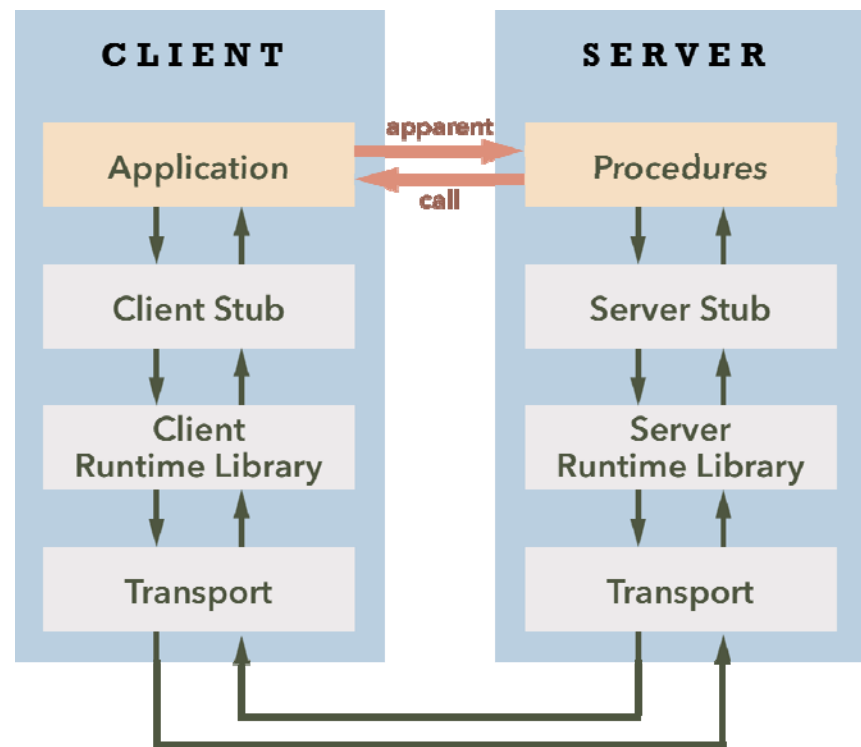 CLIENT
Application
Client Stub
Client
Runtime Library
Transport
apparent
call
SERVER
Procedures
Server Stub
Server
Runtime Library
Transport